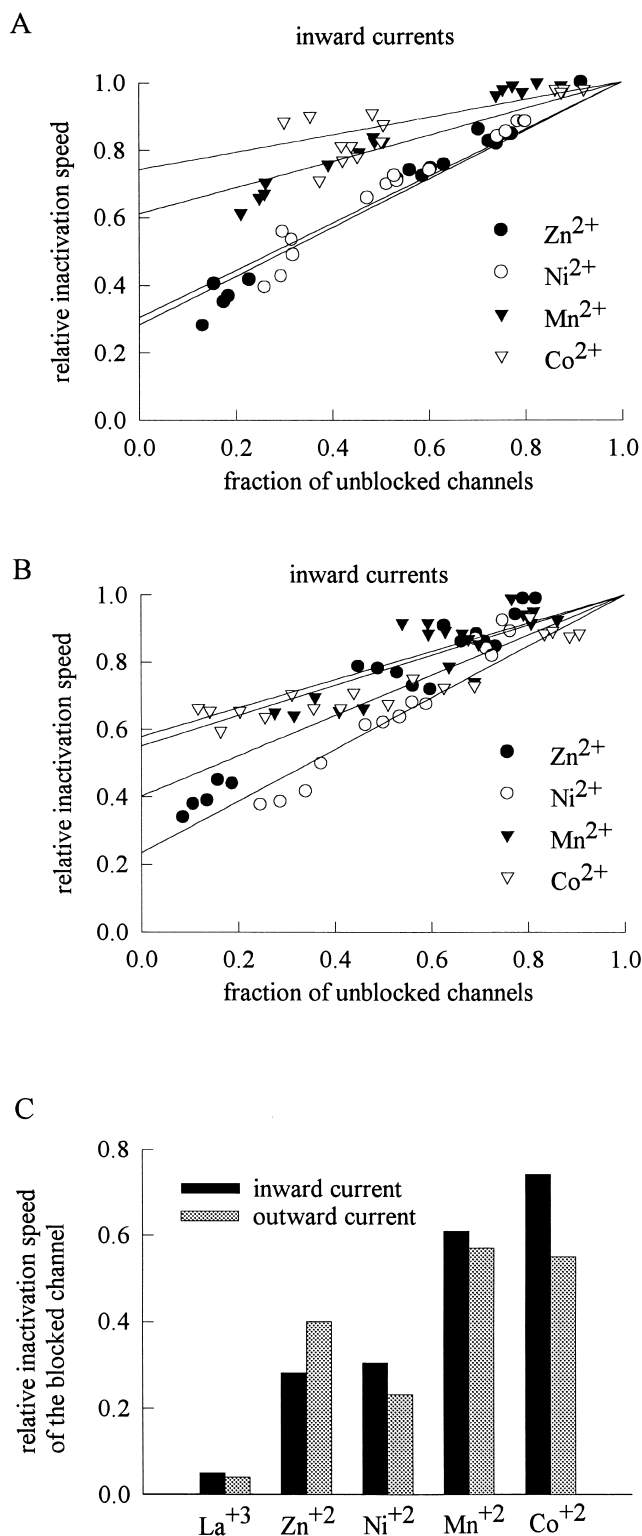 A
inward currents
relative inactivation speed
1.0
0.8
0.6
0.4
0.2
0.0
Zn2+
Ni2+
Mn2+
Co2+
0.0 0.2 0.4 0.6 0.8 1.0
fraction of unblocked channels
B
inward currents
relative inactivation speed
1.0
0.8
0.6
0.4
0.2
0.0
Zn2+
Ni2+
Mn2+
Co2+
0.0 0.2 0.4 0.6 0.8 1.0
fraction of unblocked channels
C
relative inactivation speed
of the blocked channel
0.8
0.6
0.4
0.2
0.0
inward current
outward current
La+3 Zn+2 Ni+2 Mn+2 Co+2